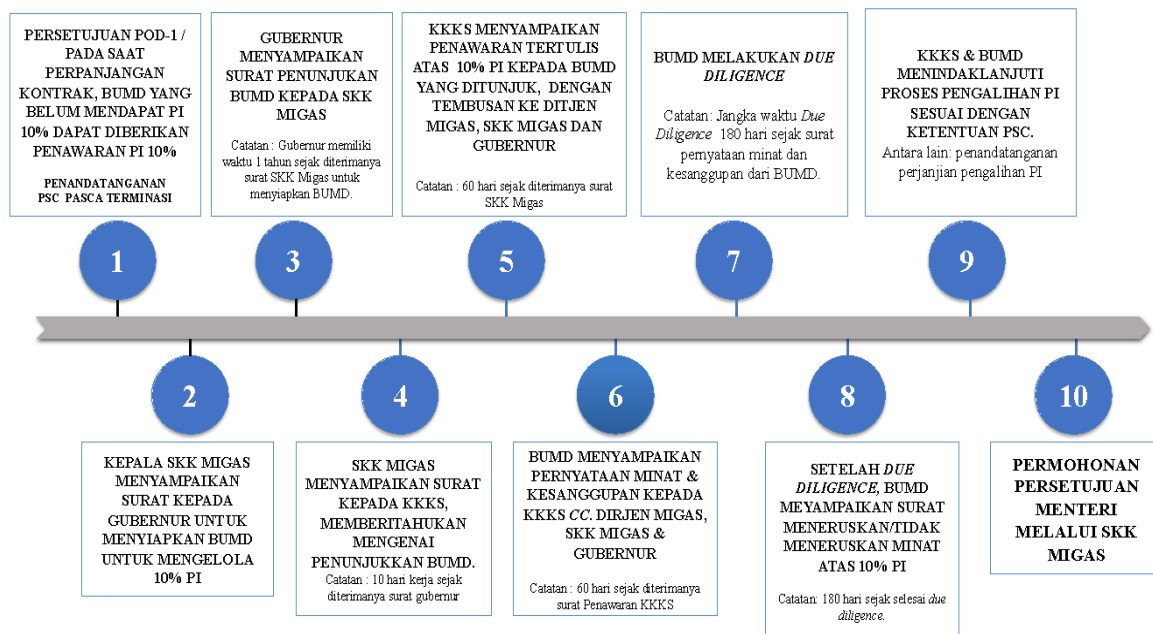 PERSETUJUAN POD-1 /
PADA SAAT
PERPANJANGAN
KONTRAK, BUMD YANG
BELUM MENDAPAT PI
10% DAPAT DIBERIKAN
PENAWARAN PI 10%
PENANDATANGANAN
PSC PASCA TERMINASI
1
KEPALA SKK MIGAS
MENYAMPAIKAN
SURAT KEPADA
GUBERNUR UNTUK
MENYIAPKAN BUMD
UNTUK MENGELOLA
10% PI
2
GUBERNUR
MENYAMPAIKAN
SURAT PENUNJUKAN
BUMD KEPADA SKK
MIGAS
Catatan : Gubernur memiliki
waktu 1 tahun sejak diterimanya
surat SKK Migas untuk
menyiapkan BUMD.
3
SKK MIGAS
MENYAMPAIKAN SURAT
KEPADA KKKS,
MEMBERITAHUKAN
MENGENAI
PENUNJUKKAN BUMD.
Catatan : 10 hari kerja sejak
diterimanya surat gubernur
4
KKKS MENYAMPAIKAN
PENAWARAN TERTULIS
ATAS 10% PI KEPADA BUMD
YANG DITUNJUK, DENGAN
TEMBUSAN KE DITJEN
MIGAS, SKK MIGAS DAN
GUBERNUR
Catatan : 60 hari sejak diterimanya surat
SKK Migas
5
BUMD MENYAMPAIKAN
PERNYATAAN MINAT &
KESANGGUPAN KEPADA
KKKS CC. DIRJEN MIGAS,
SKK MIGAS &
GUBERNUR
Catatan : 60 hari sejak diterimanya
surat Penawaran KKKS
6
BUMD MELAKUKAN DUE
DILIGENCE
Catatan: Jangka waktu Due
Diligence 180 hari sejak surat
pernyataan minat dan
kesanggupan dari BUMD.
7
SETELAH DUE
DILIGENCE, BUMD
MEYAMPAIKAN SURAT
MENERUSKAN/TIDAK
MENERUSKAN MINAT
ATAS 10% PI
Catatan: 180 hari sejak selesai due
diligence.
8
KKKS & BUMD
MENINDAKLANJUTI
PROSES PENGALIHAN PI
SESUAI DENGAN
KETENTUAN PSC.
Antara lain: penandatanganan
perjanjian pengalihan PI
9
PERMOHONAN
PERSETUJUAN
MENTERI
MELALUI SKK
MIGAS
10